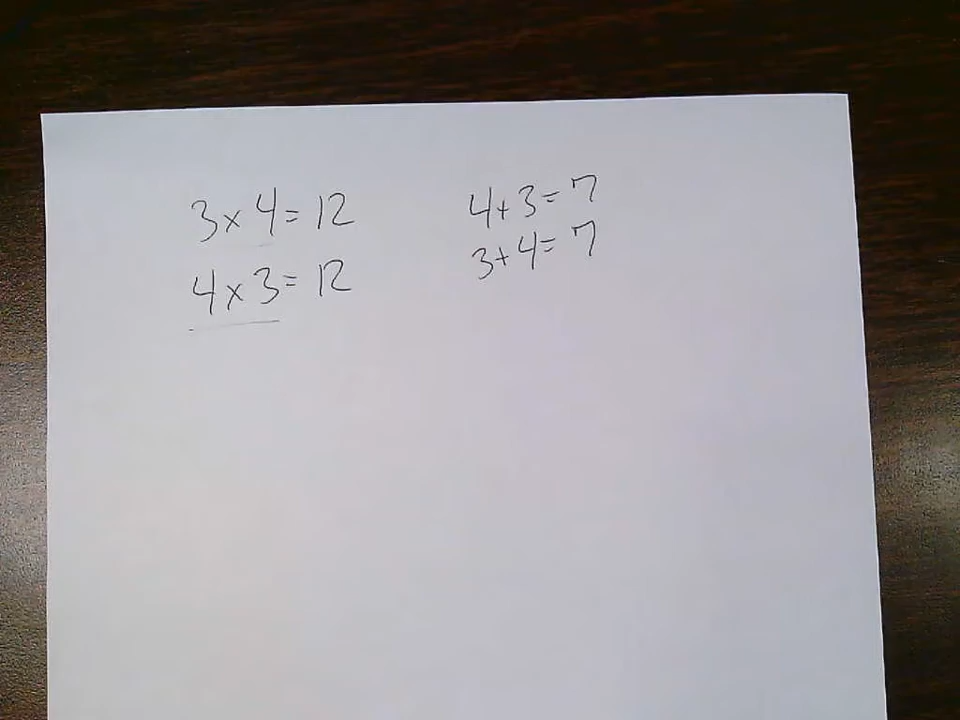 3 x 4 = 12
4 x 3 = 12
4 + 3 = 7
3 + 4 = 7